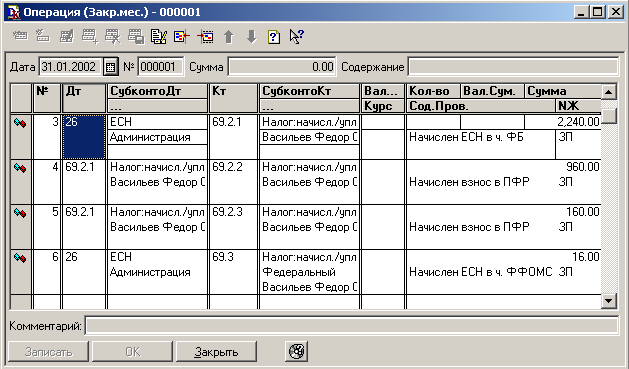 Операция (Закр.мес.) - 000001
Дата 31.01.2002 № 000001 Сумма 0.00 Содержание
№ Дт СубконтоДт Кт СубконтоКт Вал... Кол-во Вал.Сум. Сумма
... ... Курс Сод.Пров. NЖ
3 26 ЕСН 69.2.1 Налог:начисл./упл 2,240.00
Администрация Васильев Федор С Начислен ЕСН в ч. ФБ ЗП
4 69.2.1 Налог:начисл./упл 69.2.2 Налог:начисл./упл 960.00
Васильев Федор С Васильев Федор С Начислен взнос в ПФР ЗП
5 69.2.1 Налог:начисл./упл 69.2.3 Налог:начисл./упл 160.00
Васильев Федор С Васильев Федор С Начислен взнос в ПФР ЗП
6 26 ЕСН 69.3 Налог:начисл./упл 16.00
Администрация Федеральный Начислен ЕСН в ч. ФФОМС ЗП
Васильев Федор С
Комментарий:
Записать OK Закрыть